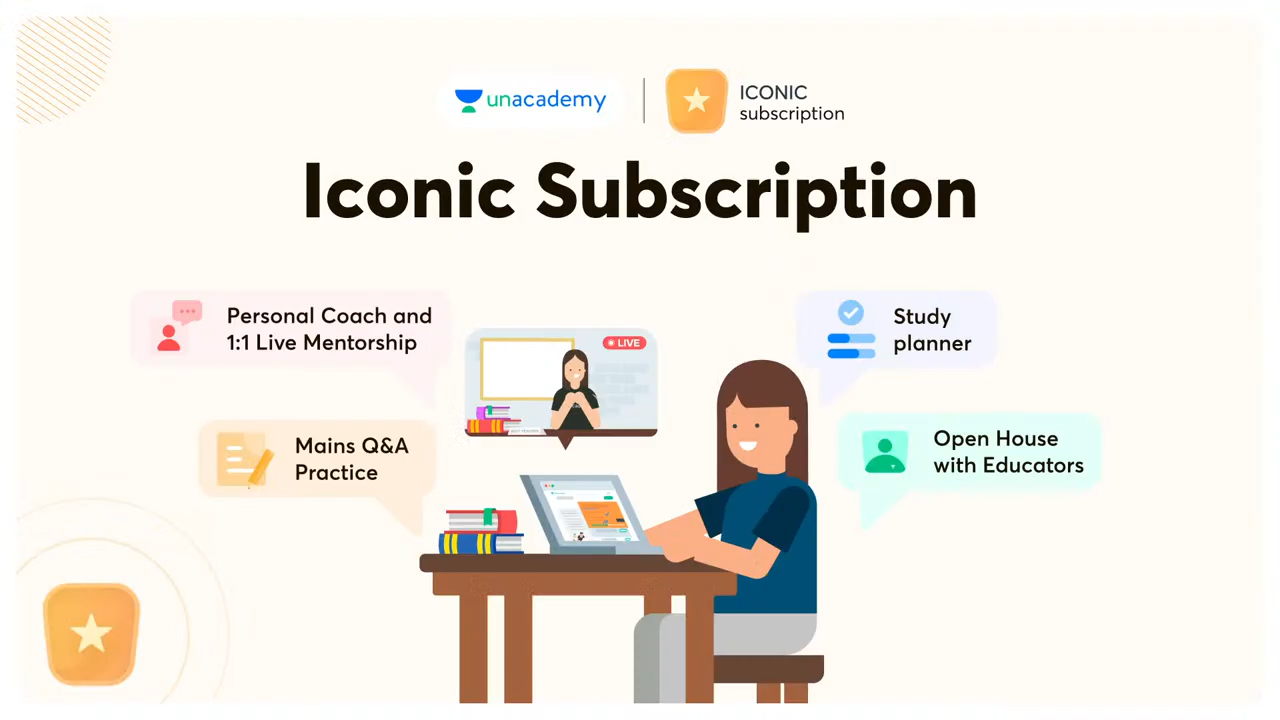 unacademy
ICONIC
subscription
Iconic Subscription
Personal Coach and
1:1 Live Mentorship
Mains Q&A
Practice
LIVE
Study
planner
Open House
with Educators